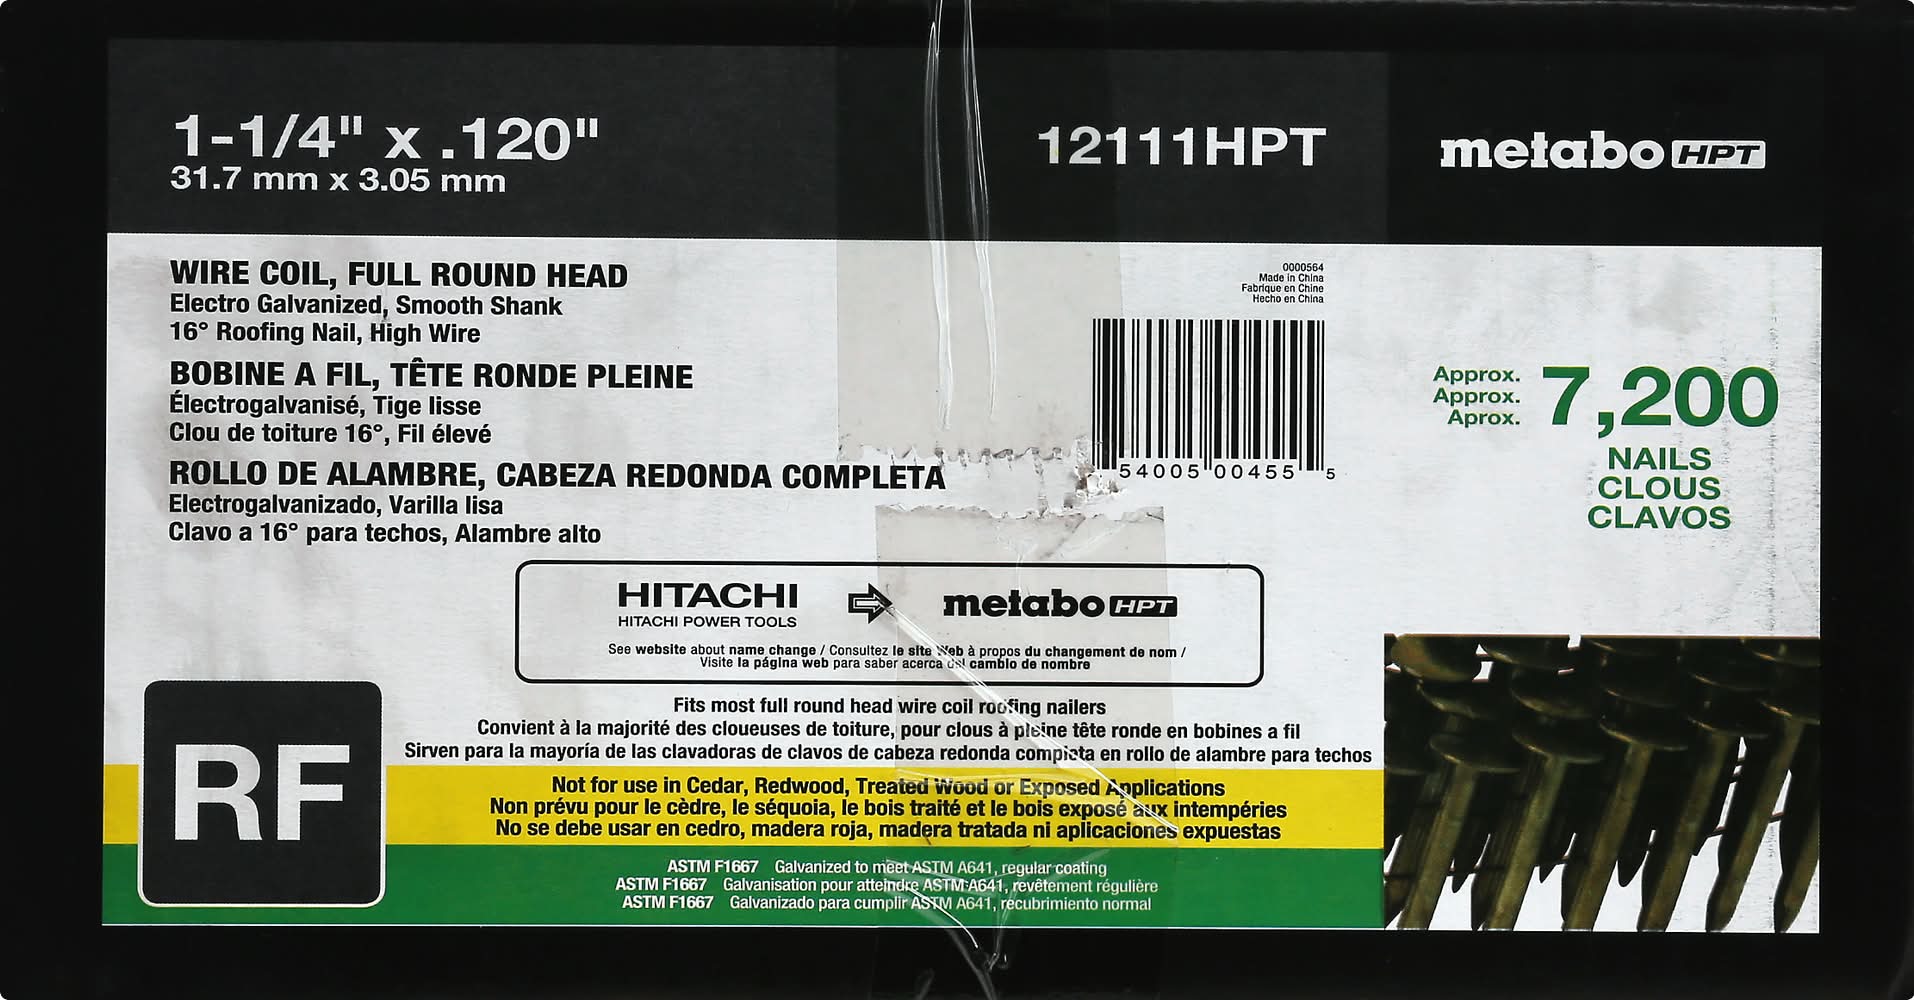 1-1/4" x .120"
31.7 mm x 3.05 mm
12111HPT
metabo HPT
WIRE COIL, FULL ROUND HEAD
Electro Galvanized, Smooth Shank
16° Roofing Nail, High Wire
BOBINE A FIL, TÊTE RONDE PLEINE
Électrogalvanisé, Tige lisse
Clou de toiture 16°, Fil élevé
ROLLO DE ALAMBRE, CABEZA REDONDA COMPLETA
Electrogalvanizado, Varilla lisa
Clavo a 16° para techos, Alambre alto
0000564
Made in China
Fabrique en Chine
Hecho en China
54005 00455 5
Approx.
Approx.
Aprox.
7,200
NAILS
CLOUS
CLAVOS
HITACHI
HITACHI POWER TOOLS
metabo HPT
See website about name change / Consultez le site Web à propos du changement de nom /
Visite la página web para saber acerca del cambio de nombre
Fits most full round head wire coil roofing nailers
Convient à la majorité des cloueuses de toiture, pour clous à pleine tête ronde en bobines a fil
Sirven para la mayoría de las clavadoras de clavos de cabeza redonda completa en rollo de alambre para techos
RF
Not for use in Cedar, Redwood, Treated Wood or Exposed Applications
Non prévu pour le cèdre, le séquoia, le bois traité et le bois exposé aux intempéries
No se debe usar en cedro, madera roja, madera tratada ni aplicaciones expuestas
ASTM F1667 Galvanized to meet ASTM A641, regular coating
ASTM F1667 Galvanisation pour atteindre ASTM A641, revêtement régulière
ASTM F1667 Galvanizado para cumplir ASTM A641, recubrimiento normal